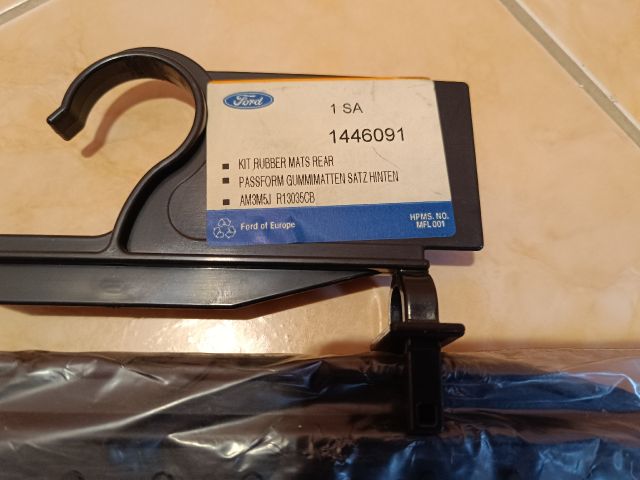 Ford
1 SA
1446091
KIT RUBBER MATS REAR
PASSFORM GUMMIMATTEN SATZ HINTEN
AM3M5J R13035CB
Ford of Europe
HPMS. NO.
MFL 001